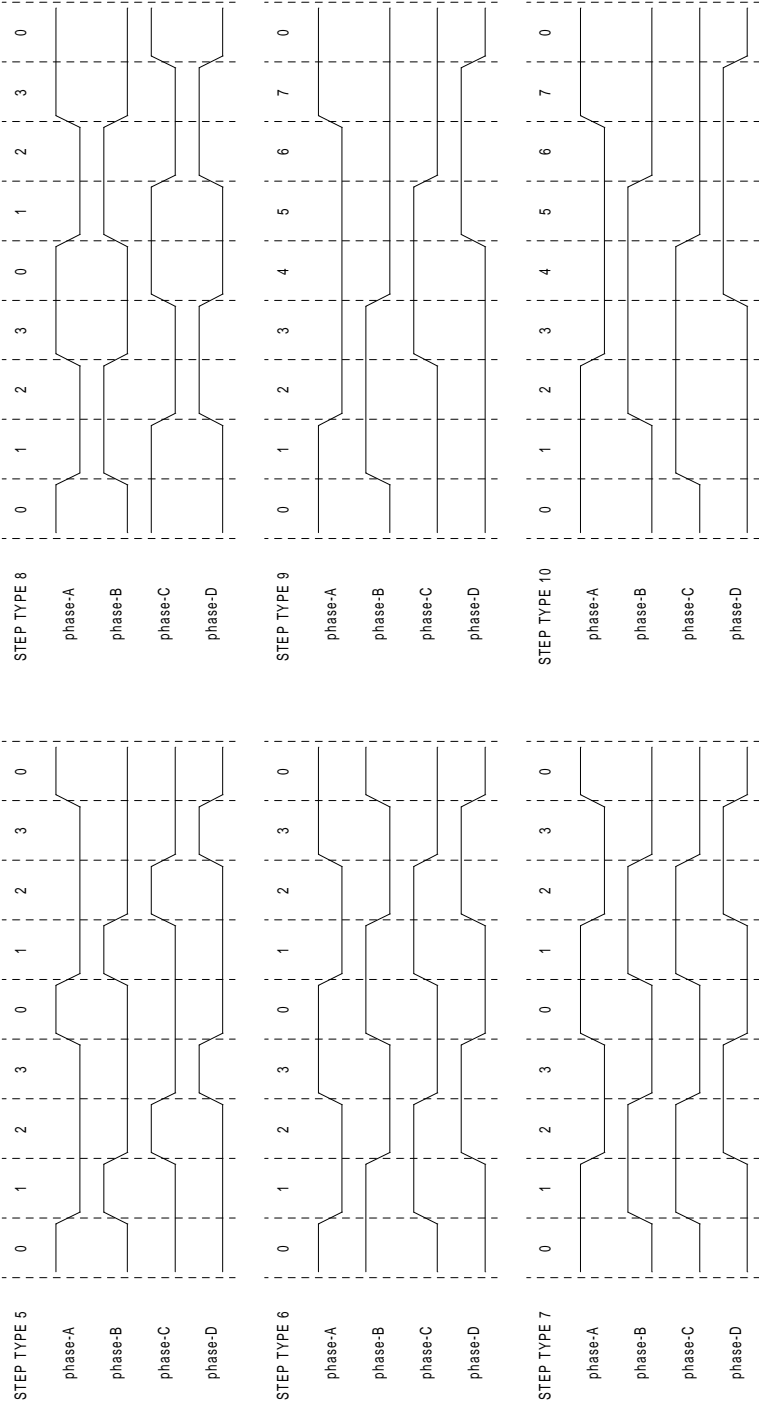 STEP TYPE 5 0 1 2 3 0 1 2 3 0
phase-A
phase-B
phase-C
phase-D
STEP TYPE 6 0 1 2 3 0 1 2 3 0
phase-A
phase-B
phase-C
phase-D
STEP TYPE 7 0 1 2 3 0 1 2 3 0
phase-A
phase-B
phase-C
phase-D
STEP TYPE 8 0 1 2 3 0 1 2 3 0
phase-A
phase-B
phase-C
phase-D
STEP TYPE 9 0 1 2 3 4 5 6 7 0
phase-A
phase-B
phase-C
phase-D
STEP TYPE 10 0 1 2 3 4 5 6 7 0
phase-A
phase-B
phase-C
phase-D